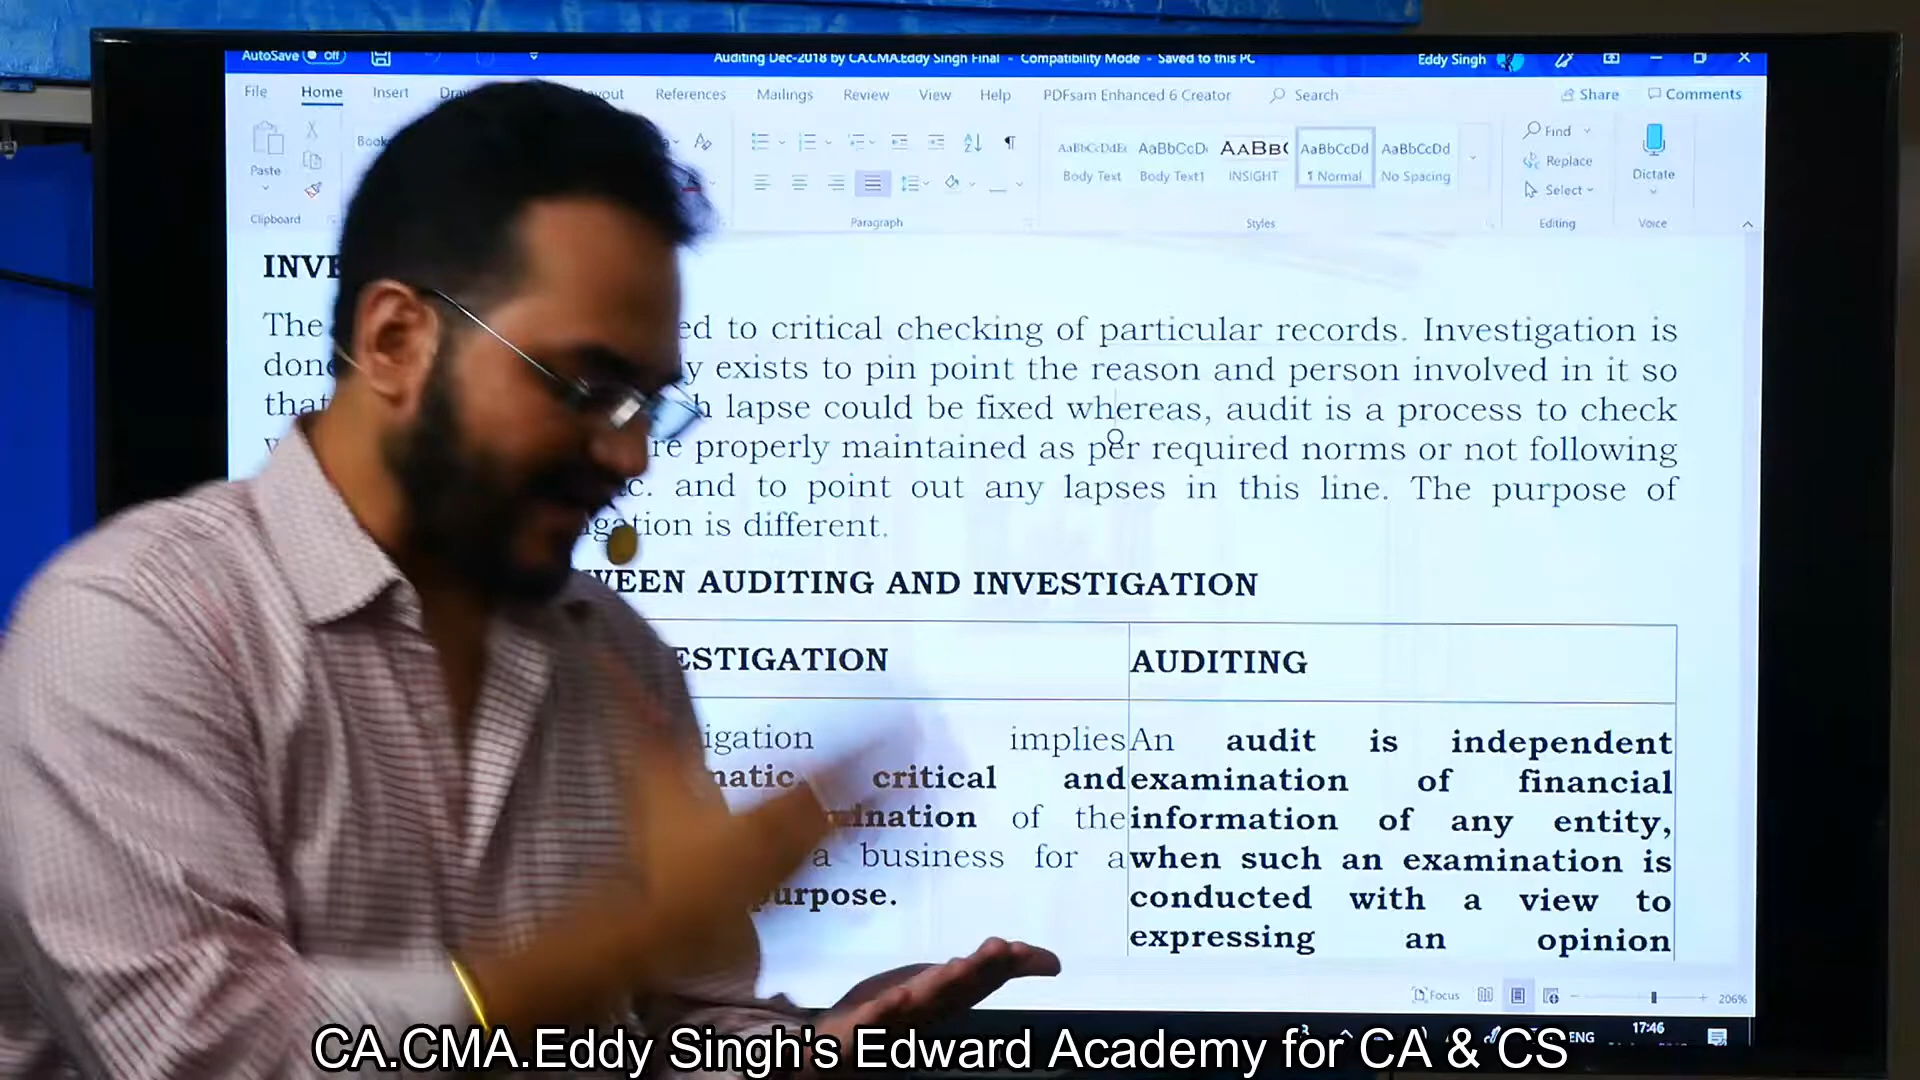 AutoSave Off
Auditing Dec-2018 by CA.CMA.Eddy Singh Final - Compatibility Mode - Saved to this PC
Eddy Singh
File Home Insert References Mailings Review View Help PDFsam Enhanced 6 Creator Search Share Comments
Paste
Clipboard
Paragraph
AaBbCcDdEe AaBbCcD AABBC AaBbCcDd AaBbCcDd
Body Text Body Text1 INSIGHT ¶ Normal No Spacing
Styles
Find
Replace
Select
Editing
Dictate
Voice
The to critical checking of particular records. Investigation is
exists to pin point the reason and person involved in it so
lapse could be fixed whereas, audit is a process to check
properly maintained as per required norms or not following
and to point out any lapses in this line. The purpose of
is different.
AUDITING AND INVESTIGATION
AUDITING
implies
critical and
of the
a business for a
purpose.
An audit is independent
examination of financial
information of any entity,
when such an examination is
conducted with a view to
expressing an opinion
Focus
206%
ENG
17:46
CA.CMA.Eddy Singh's Edward Academy for CA & CS